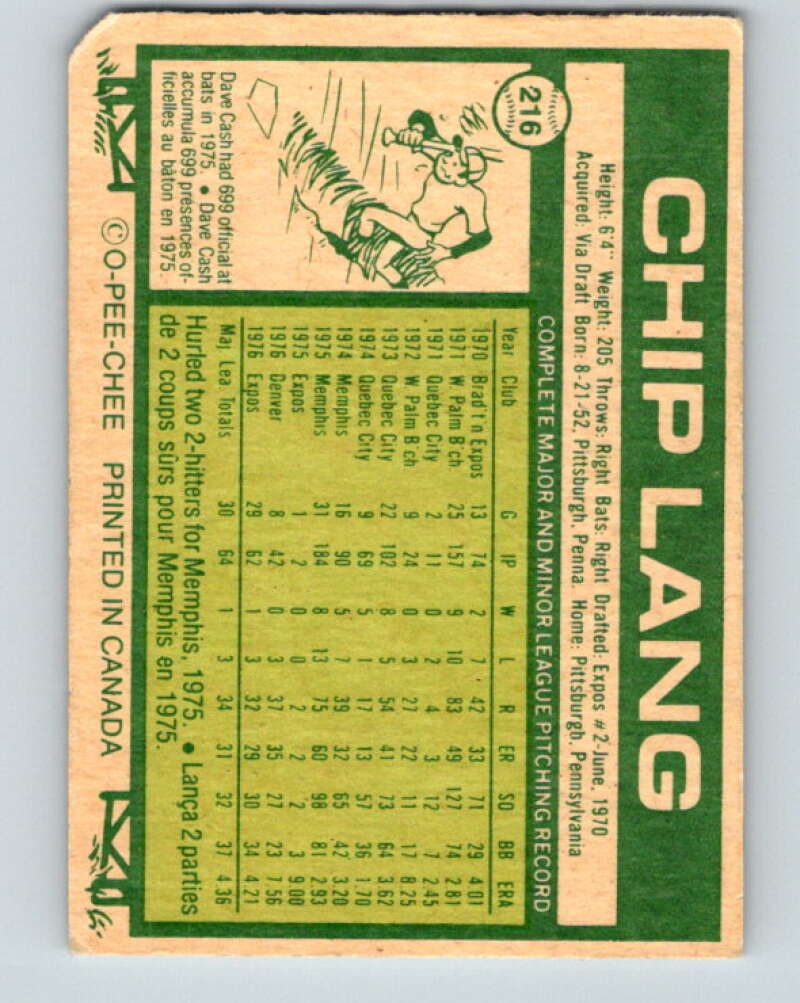 216
CHIP LANG
Height: 6'4" Weight: 205 Throws: Right Bats: Right Drafted: Expos #2-June, 1970
Acquired: Via Draft Born: 8-21-52, Pittsburgh, Penna. Home: Pittsburgh, Pennsylvania
COMPLETE MAJOR AND MINOR LEAGUE PITCHING RECORD
Year Club G IP W L R ER SO BB ERA
1970 Brad't'n Expos 13 74 2 7 42 33 71 29 4.01
1971 W. Palm B'ch 25 157 9 10 83 49 127 74 2.81
1971 Quebec City 2 11 0 2 4 3 12 7 2.45
1972 W. Palm B'ch 9 24 0 3 27 22 11 17 8.25
1973 Quebec City 22 102 8 5 54 41 73 64 3.62
1974 Quebec City 9 69 5 1 17 13 57 36 1.70
1974 Memphis 16 90 5 7 39 32 65 42 3.20
1975 Memphis 31 184 8 13 75 60 98 81 2.93
1975 Expos 1 2 0 0 2 2 2 3 9.00
1976 Denver 8 42 0 3 37 35 27 23 7.56
1976 Expos 29 62 1 3 32 29 30 34 4.21
Maj. Lea. Totals 30 64 1 3 34 31 32 37 4.36
Hurled two 2-hitters for Memphis, 1975. • Lança 2 parties
de 2 coups sûrs pour Memphis en 1975.
Dave Cash had 699 official at
bats in 1975. • Dave Cash
accumula 699 présences of-
ficielles au bâton en 1975.
© O-PEE-CHEE PRINTED IN CANADA